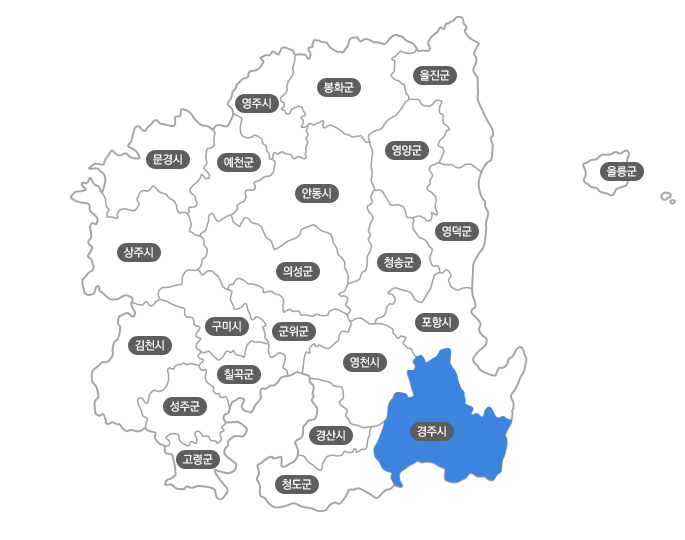 울진군
봉화군
영주시
영양군
문경시
예천군
울릉군
안동시
영덕군
상주시
청송군
의성군
포항시
구미시
군위군
김천시
영천시
칠곡군
성주군
경주시
경산시
고령군
청도군